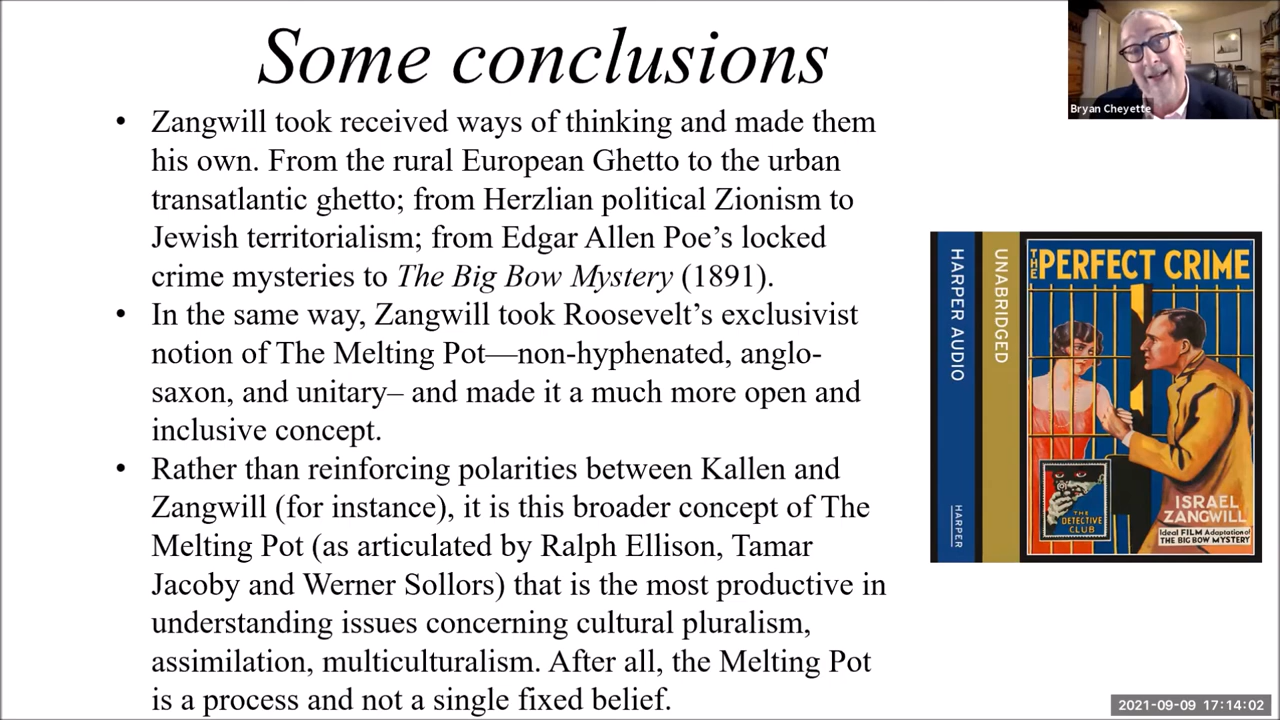 Some conclusions
• Zangwill took received ways of thinking and made them
his own. From the rural European Ghetto to the urban
transatlantic ghetto; from Herzlian political Zionism to
Jewish territorialism; from Edgar Allen Poe’s locked
crime mysteries to The Big Bow Mystery (1891).
• In the same way, Zangwill took Roosevelt’s exclusivist
notion of The Melting Pot—non-hyphenated, anglo-
saxon, and unitary– and made it a much more open and
inclusive concept.
• Rather than reinforcing polarities between Kallen and
Zangwill (for instance), it is this broader concept of The
Melting Pot (as articulated by Ralph Ellison, Tamar
Jacoby and Werner Sollors) that is the most productive in
understanding issues concerning cultural pluralism,
assimilation, multiculturalism. After all, the Melting Pot
is a process and not a single fixed belief.
Bryan Cheyette
HARPER AUDIO
HARPER
UNABRIDGED
THE PERFECT CRIME
THE
DETECTIVE
CLUB
ISRAEL
ZANGWILL
Ideal FILM Adaptation of
THE BIG BOW MYSTERY
2021-09-09 17:14:02